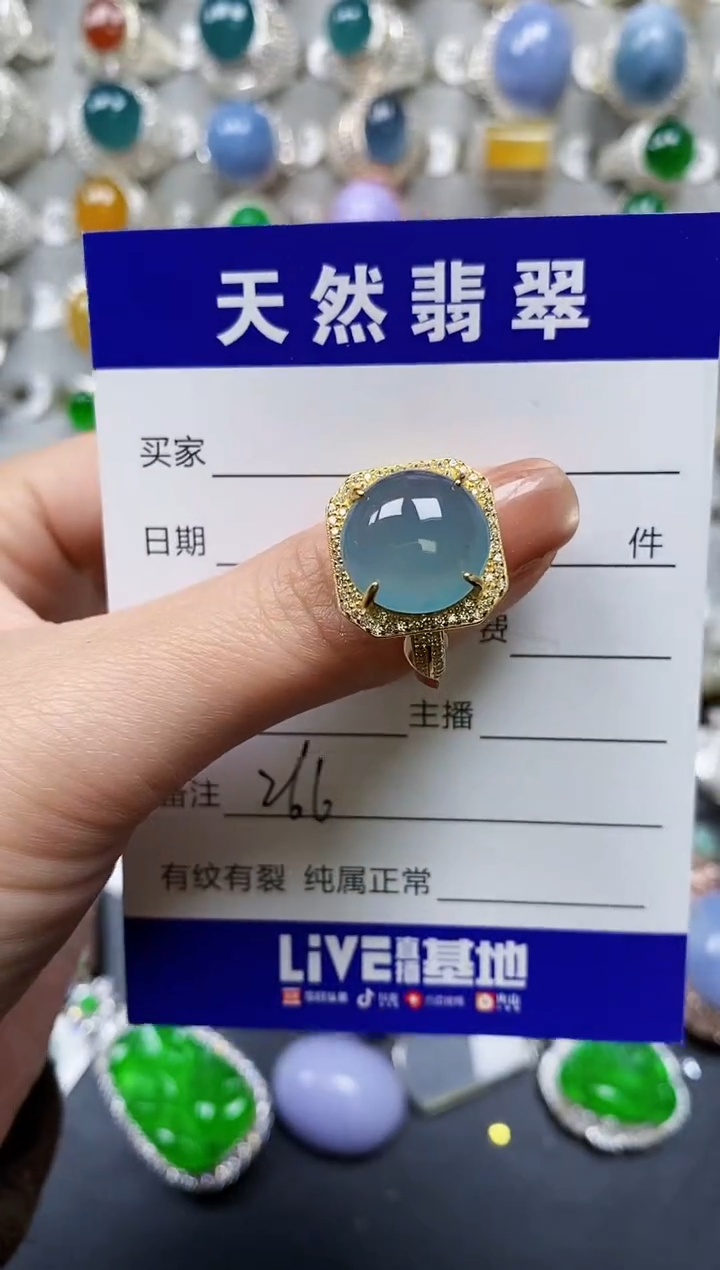 天然翡翠
买家
日期 件
费
主播
备注 266
有纹有裂 纯属正常
LiVE直播基地